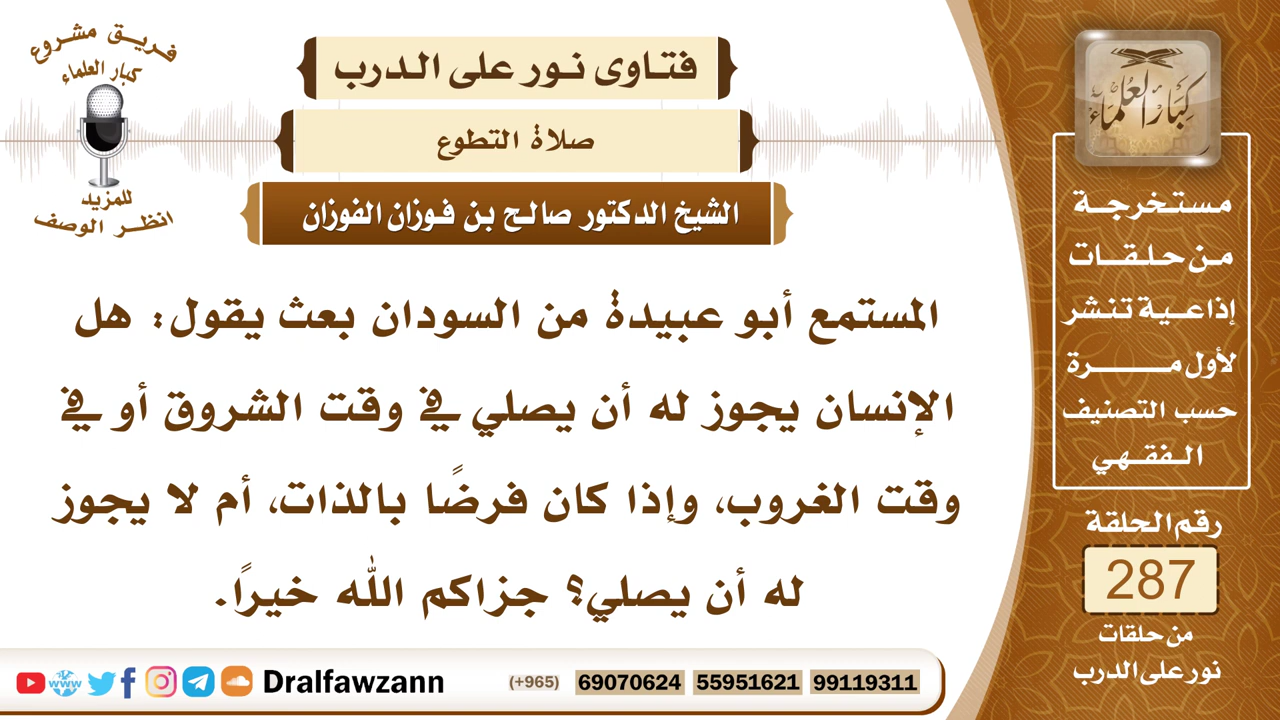 فريق مشروع
كبار العلماء
للمزيد
انظر الوصف
فتاوى نور على الدرب
صلاة التطوع
الشيخ الدكتور صالح بن فوزان الفوزان
المستمع أبو عبيدة من السودان بعث يقول: هل
الإنسان يجوز له أن يصلي في وقت الشروق أو في
وقت الغروب، وإذا كان فرضًا بالذات، أم لا يجوز
له أن يصلي؟ جزاكم الله خيرًا.
كبار العلماء
مستخرجة
من حلقات
إذاعية تنشر
لأول مرة
حسب التصنيف
الفقهي
رقم الحلقة
287
من حلقات
نور على الدرب
www Dralfawzann (+965) 69070624 55951621 99119311